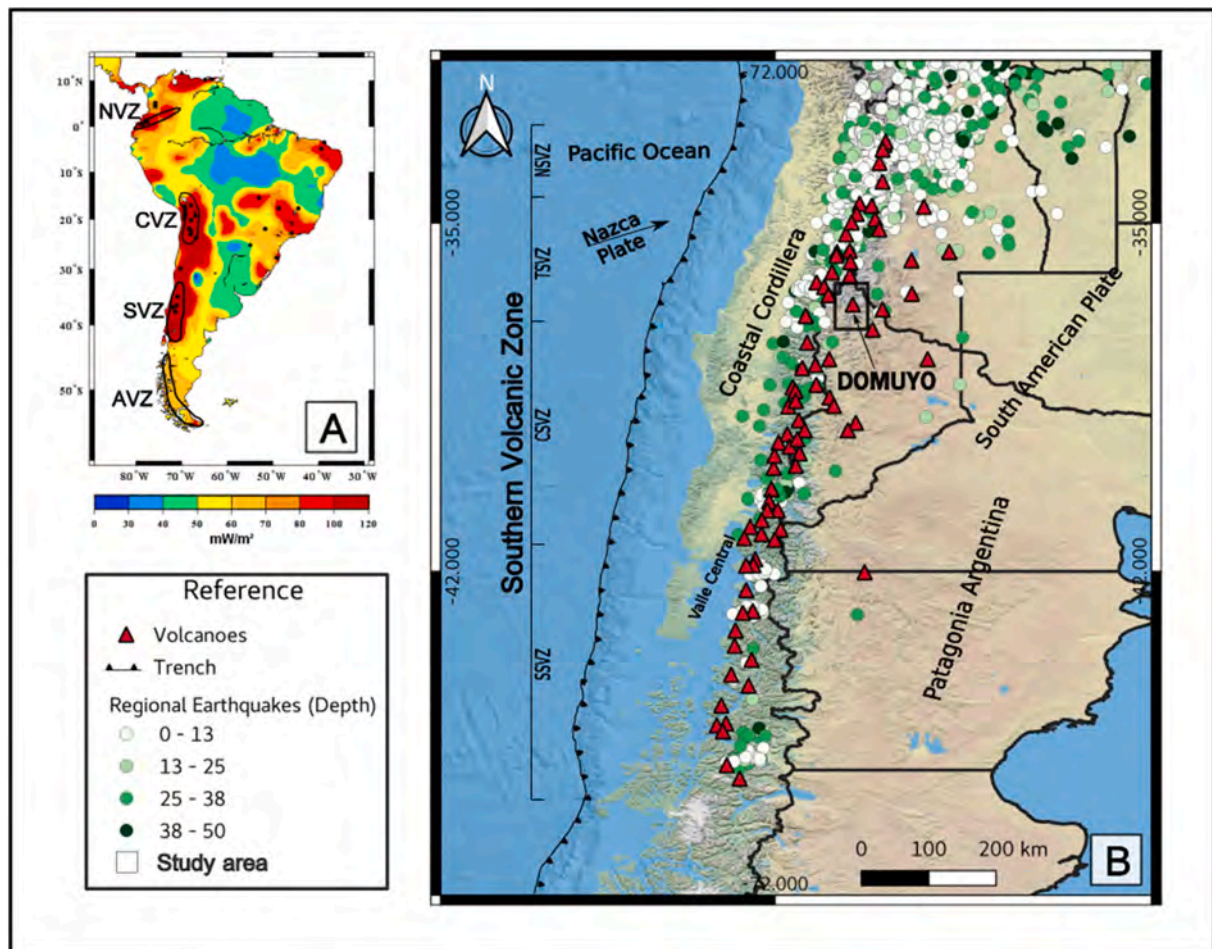 10°N
NVZ
0°
10°S
CVZ
20°S
30°S
SVZ
40°S
AVZ
50°S
A
80°W
70°W
60°W
50°W
40°W
30°W
0
30
40
50
60
70
80
90
100
120
mW/m²
Reference
Volcanoes
Trench
Regional Earthquakes (Depth)
0 - 13
13 - 25
25 - 38
38 - 50
Study area
N
-72.000
Pacific Ocean
NSVZ
-35.000
-35.000
Nazca
Plate
TSVZ
Coastal Cordillera
South American Plate
DOMUYO
Southern Volcanic Zone
CSVZ
Valle Central
-42.000
-42.000
Patagonia Argentina
SSVZ
0
100
200 km
B
-72.000